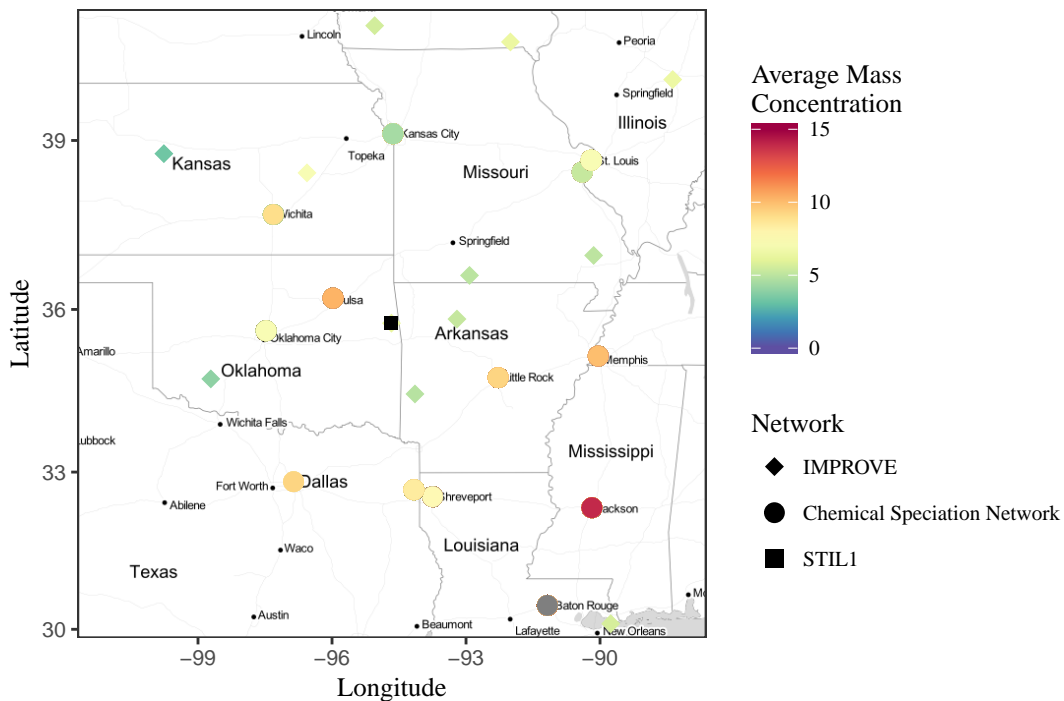 Lincoln
Peoria
Springfield
Illinois
39
Kansas City
Topeka
Kansas
St. Louis
Missouri
Wichita
Springfield
36
Tulsa
Oklahoma City
Arkansas
Amarillo
Oklahoma
Little Rock
Memphis
Wichita Falls
Lubbock
Mississippi
33
Fort Worth
Dallas
Shreveport
Abilene
Jackson
Waco
Louisiana
Texas
Baton Rouge
Austin
Beaumont
Lafayette
New Orleans
Mo
30
−99
−96
−93
−90
Longitude
Latitude
Average Mass
Concentration
15
10
5
0
Network
IMPROVE
Chemical Speciation Network
STIL1